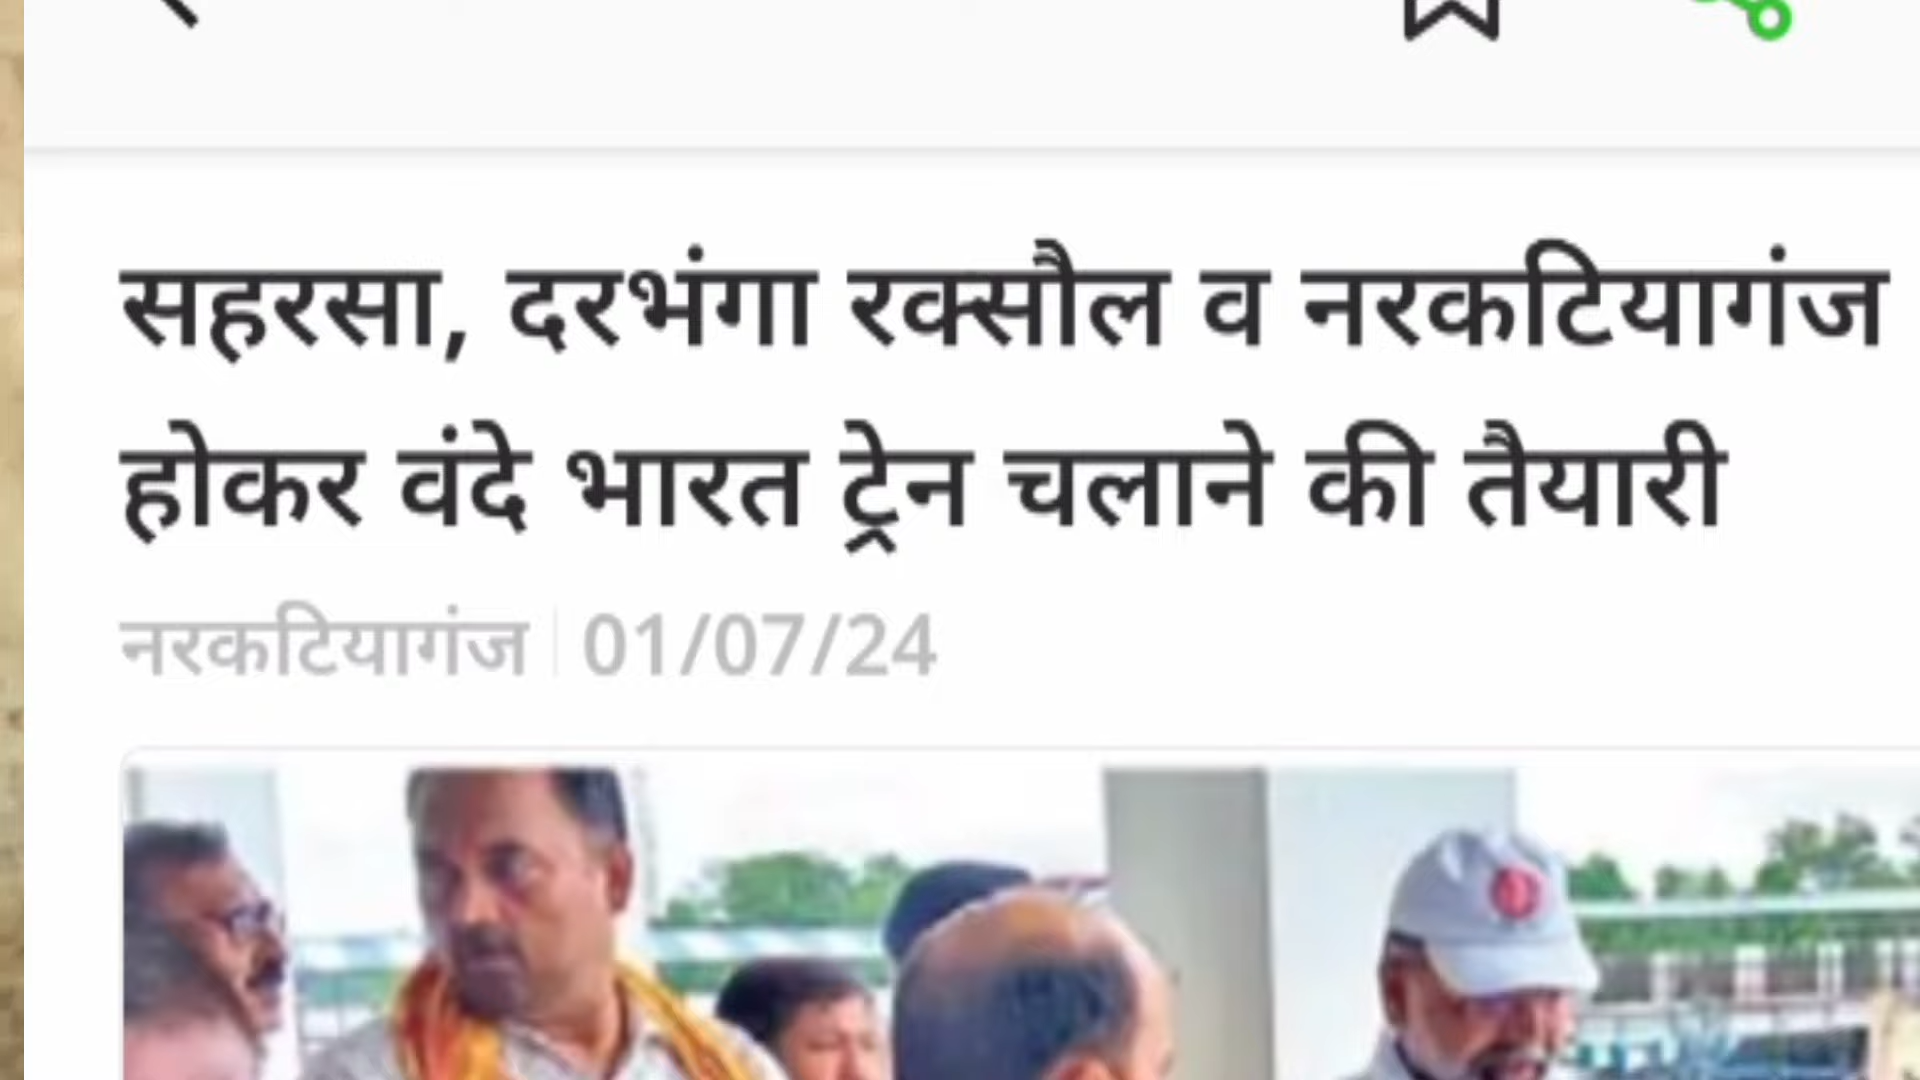 सहरसा, दरभंगा रक्सौल व नरकटियागंज
होकर वंदे भारत ट्रेन चलाने की तैयारी
नरकटियागंज 01/07/24